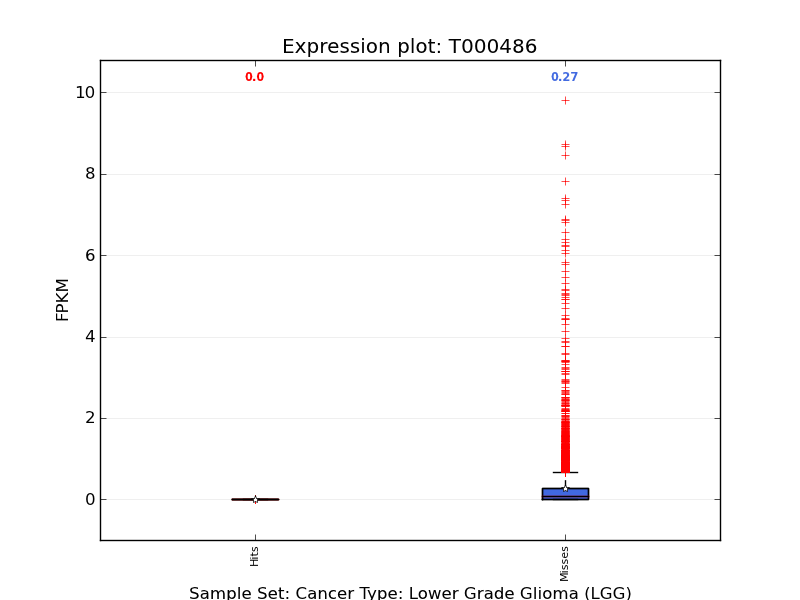 Expression plot: T000486
0.0
0.27
10
8
6
4
2
0
FPKM
Hits
Misses
Sample Set: Cancer Type: Lower Grade Glioma (LGG)